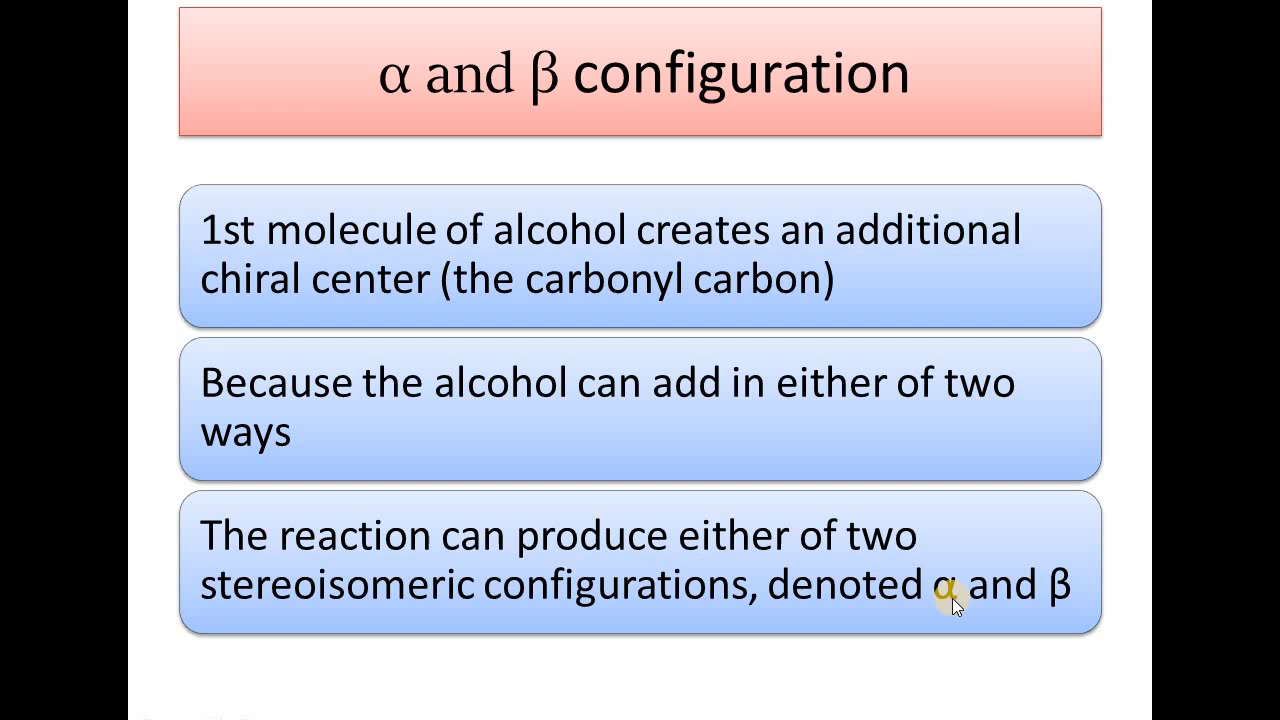 α and β configuration
1st molecule of alcohol creates an additional
chiral center (the carbonyl carbon)
Because the alcohol can add in either of two
ways
The reaction can produce either of two
stereoisomeric configurations, denoted α and β